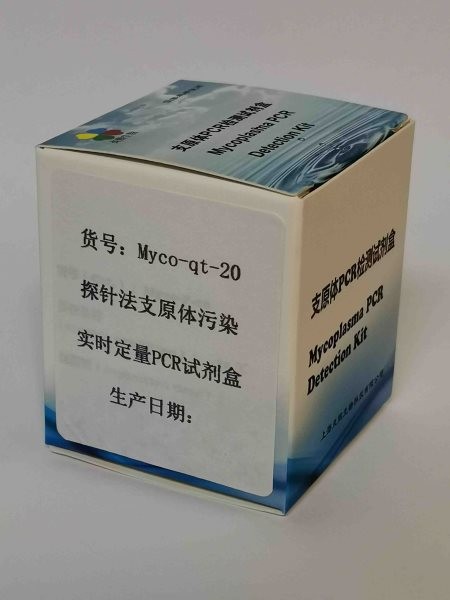 支原体PCR检测试剂盒
Mycoplasma PCR
Detection Kit
货号：Myco-qt-20
探针法支原体污染
实时定量PCR试剂盒
生产日期：
支原体PCR检测试剂盒
Mycoplasma PCR
Detection Kit